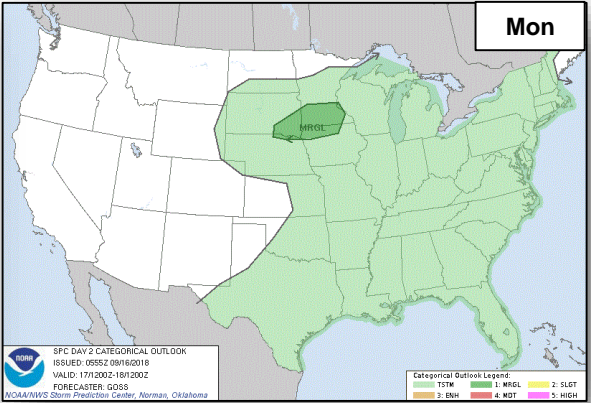 Mon
MRGL
SPC DAY 2 CATEGORICAL OUTLOOK
ISSUED: 0555Z 09/16/2018
VALID: 17/1200Z-18/1200Z
FORECASTER: GOSS
NOAA/NWS Storm Prediction Center, Norman, Oklahoma
NOAA
Categorical Outlook Legend:
TSTM 1: MRGL 2: SLGT
3: ENH 4: MDT 5: HIGH